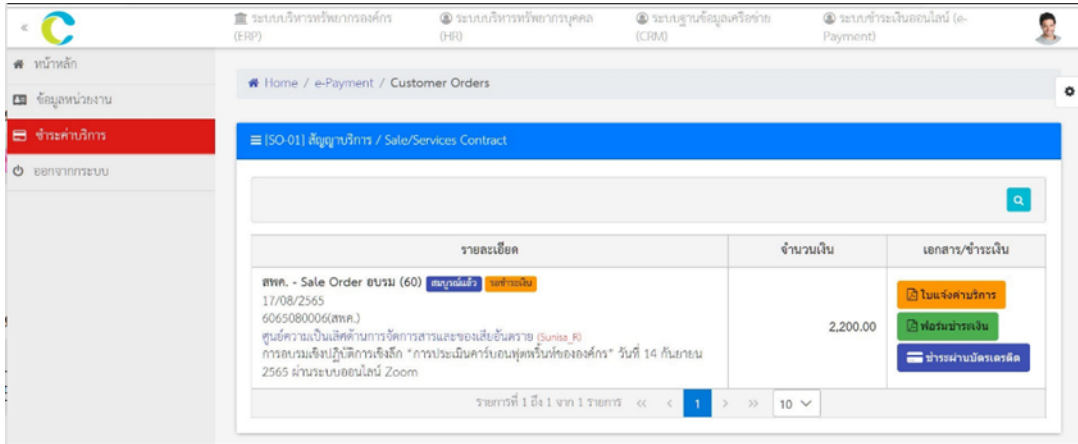 ระบบบริหารทรัพยากรองค์กร (ERP)
ระบบบริหารทรัพยากรบุคคล (HR)
ระบบฐานข้อมูลเครือข่าย (CRM)
ระบบชำระเงินออนไลน์ (e-Payment)
หน้าหลัก
ข้อมูลหน่วยงาน
ชำระค่าบริการ
ออกจากระบบ
Home / e-Payment / Customer Orders
[SO-01] สัญญาบริการ / Sale/Services Contract
รายละเอียด จำนวนเงิน เอกสาร/ชำระเงิน
สพค. - Sale Order อบรม (60) สมบูรณ์แล้ว รอชำระเงิน
17/08/2565
6065080006(สพค.)
ศูนย์ความเป็นเลิศด้านการจัดการสารและของเสียอันตราย (Sunisa_R)
การอบรมเชิงปฏิบัติการเชิงลึก "การประเมินคาร์บอนฟุตพริ้นท์ขององค์กร" วันที่ 14 กันยายน
2565 ผ่านระบบออนไลน์ Zoom
2,200.00
ใบแจ้งค่าบริการ
ฟอร์มชำระเงิน
ชำระผ่านบัตรเครดิต
รายการที่ 1 ถึง 1 จาก 1 รายการ « ‹ 1 › » 10